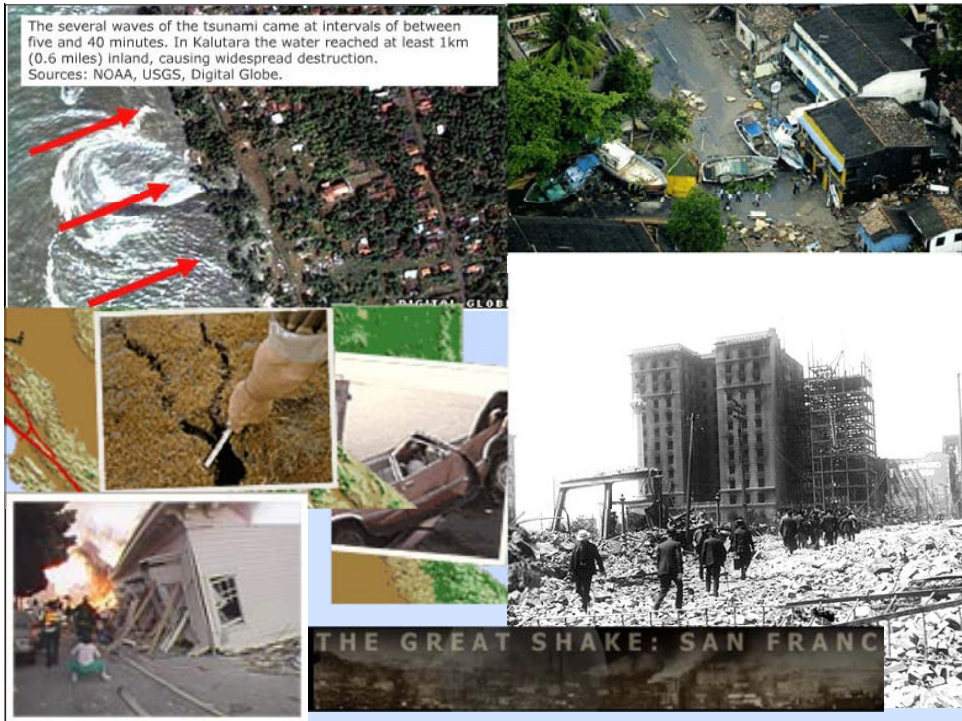 The several waves of the tsunami came at intervals of between
five and 40 minutes. In Kalutara the water reached at least 1km
(0.6 miles) inland, causing widespread destruction.
Sources: NOAA, USGS, Digital Globe.
DIGITAL GLOBE
THE GREAT SHAKE: SAN FRANC